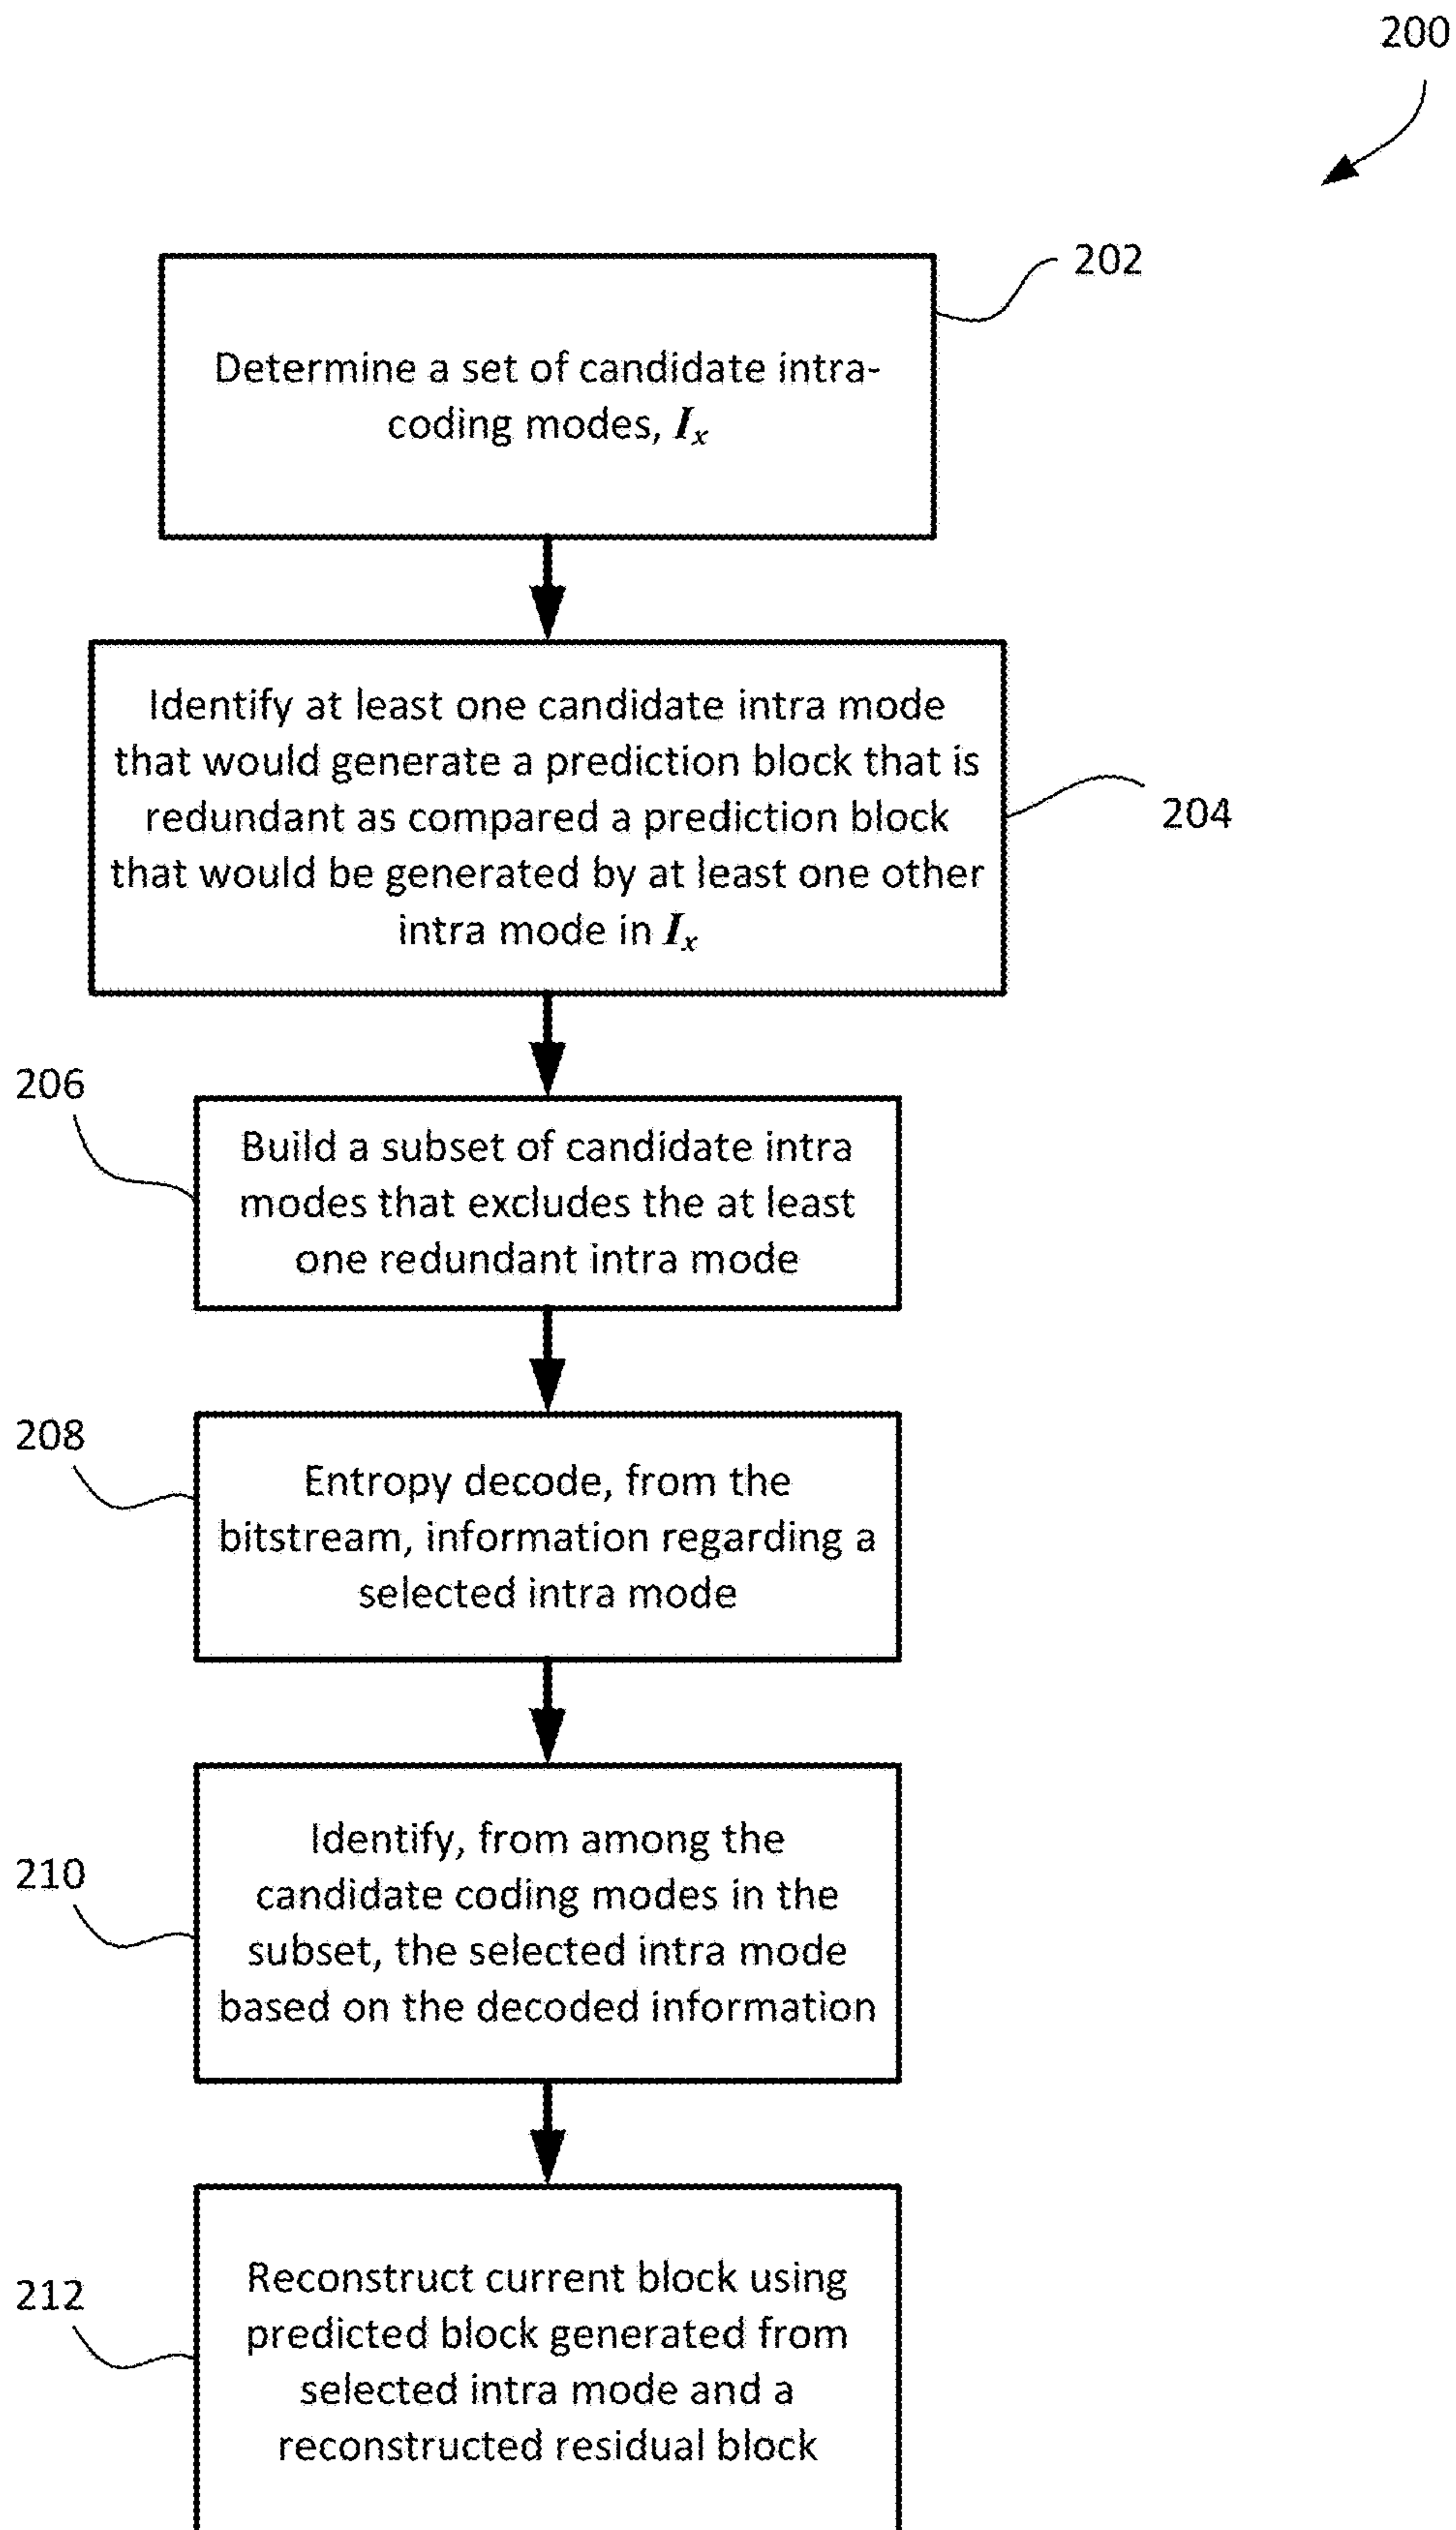 200
202
Determine a set of candidate intra-
coding modes, Iₓ
Identify at least one candidate intra mode
that would generate a prediction block that is
redundant as compared a prediction block
that would be generated by at least one other
intra mode in Iₓ
204
206
Build a subset of candidate intra
modes that excludes the at least
one redundant intra mode
208
Entropy decode, from the
bitstream, information regarding a
selected intra mode
210
Identify, from among the
candidate coding modes in the
subset, the selected intra mode
based on the decoded information
212
Reconstruct current block using
predicted block generated from
selected intra mode and a
reconstructed residual block